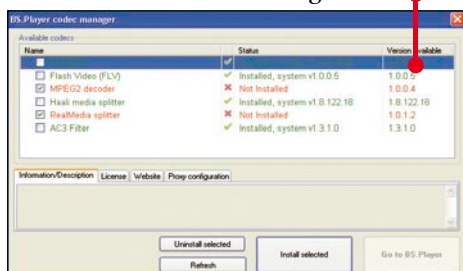 BS.Player codec manager
Available codecs
Name Status Version available
Flash Video (FLV) Installed, system v1.0.0.5 1.0.0.5
MPEG2 decoder Not Installed 1.0.0.4
Haali media splitter Installed, system v1.8.122.18 1.8.122.18
RealMedia splitter Not Installed 1.0.1.2
AC3 Filter Installed, system v1.3.1.0 1.3.1.0
Information/Description License Website Proxy configuration
Uninstall selected
Install selected
Go to BS.Player
Refresh